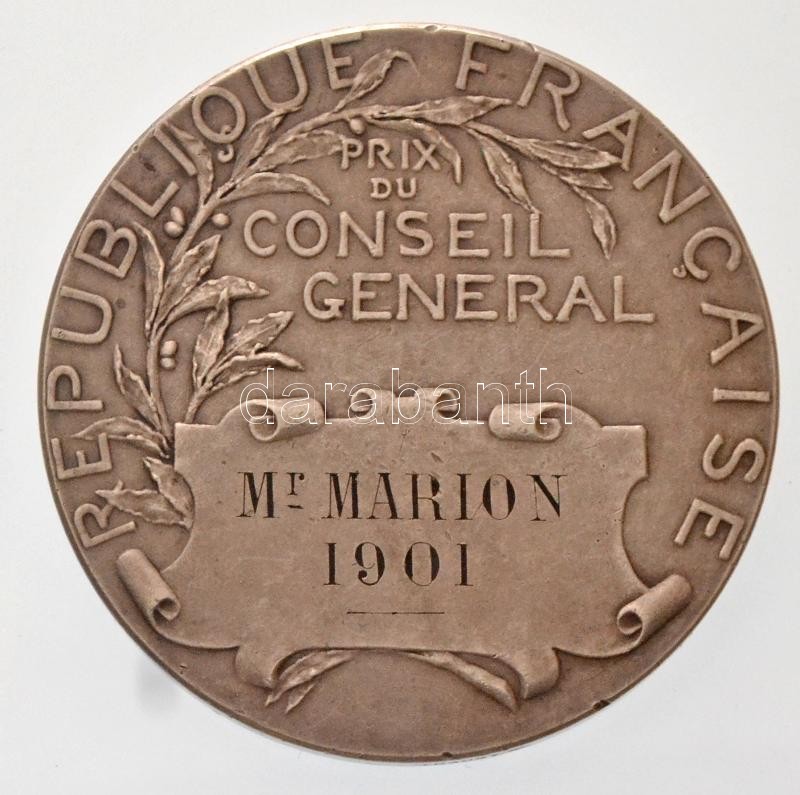 REPUBLIQUE FRANÇAISE
PRIX
DU
CONSEIL
GENERAL
darabanth
Mr MARION
1901